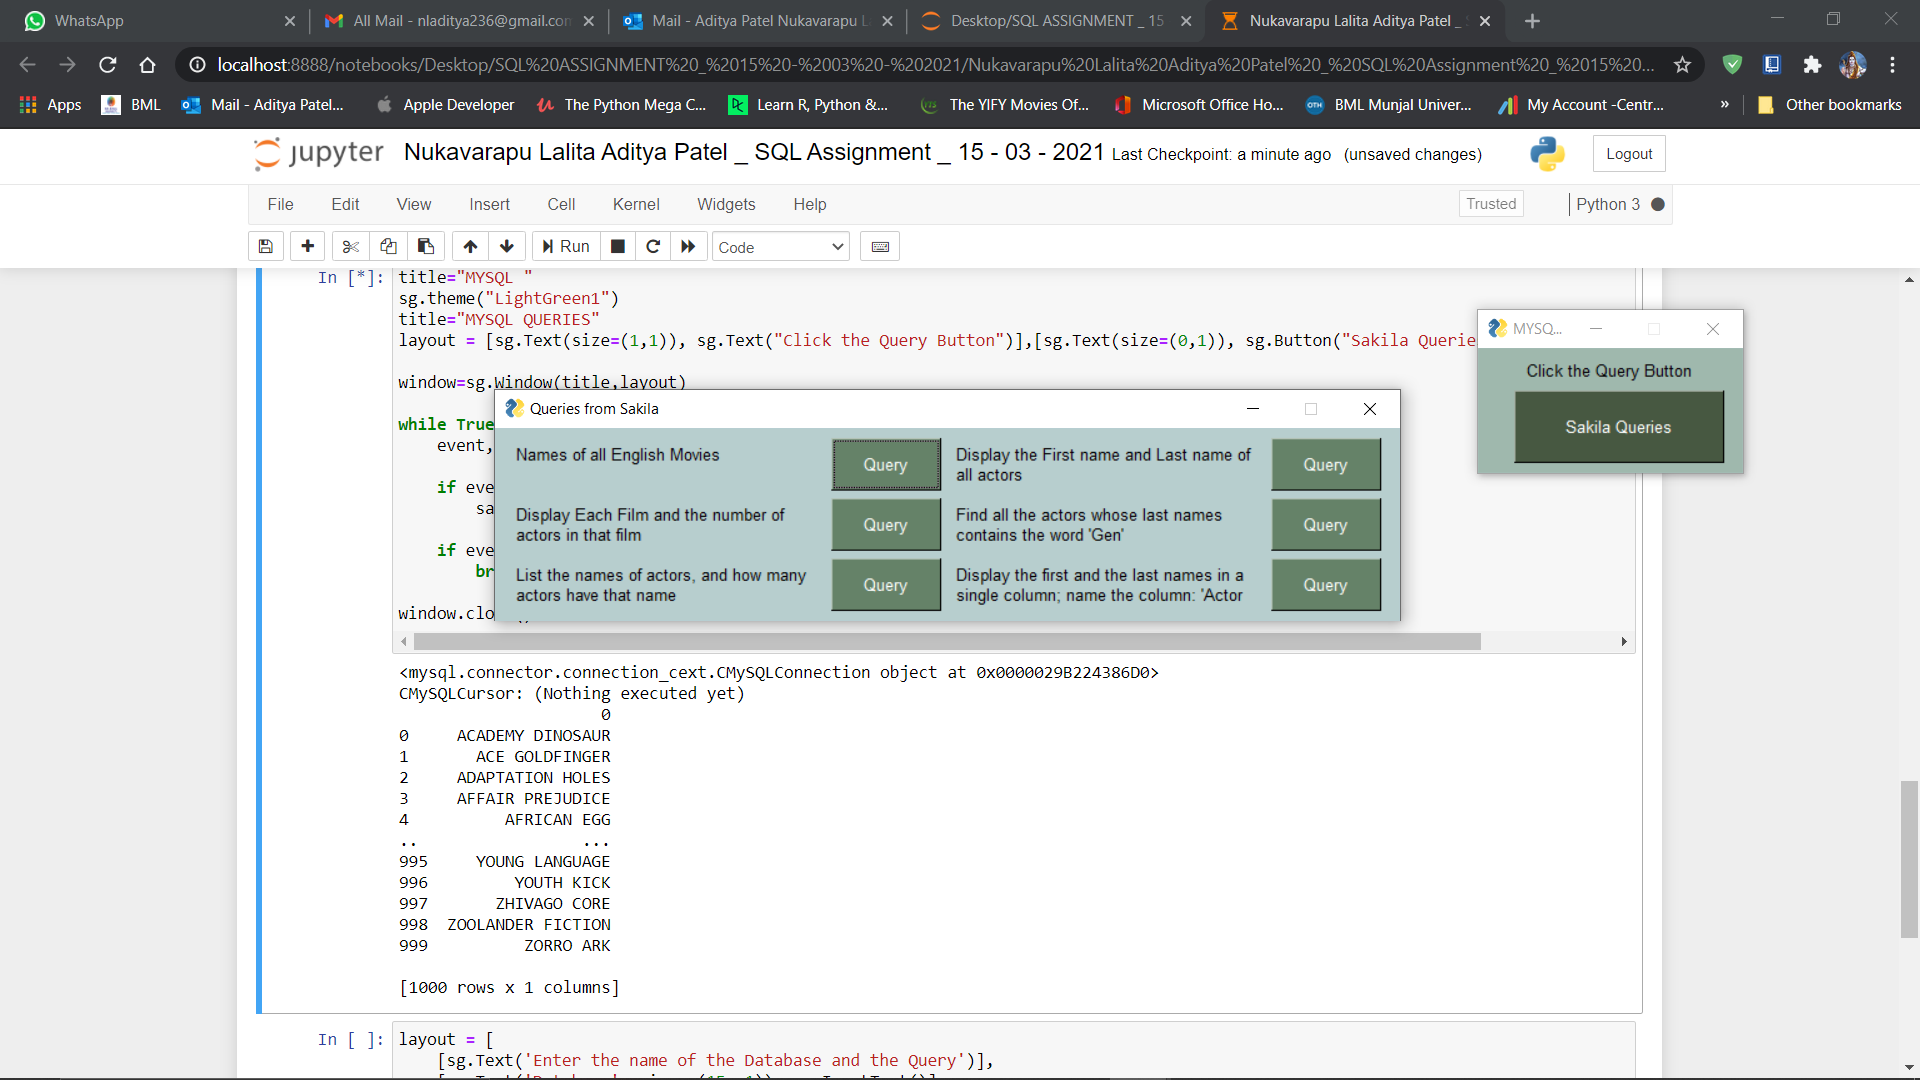 WhatsApp
All Mail - nladitya236@gmail.com
Mail - Aditya Patel Nukavarapu L
Desktop/SQL ASSIGNMENT _ 15
Nukavarapu Lalita Aditya Patel _
localhost:8888/notebooks/Desktop/SQL%20ASSIGNMENT%20_%2015%20-%2003%20-%202021/Nukavarapu%20Lalita%20Aditya%20Patel%20_%20SQL%20Assignment%20_%2015%20...
Apps
BML
Mail - Aditya Patel...
Apple Developer
The Python Mega C...
Learn R, Python &...
The YIFY Movies Of...
Microsoft Office Ho...
BML Munjal Univer...
My Account -Centr...
»
Other bookmarks
jupyter Nukavarapu Lalita Aditya Patel _ SQL Assignment _ 15 - 03 - 2021 Last Checkpoint: a minute ago (unsaved changes)
Logout
File Edit View Insert Cell Kernel Widgets Help
Trusted
Python 3
Run
Code
In [*]: title="MYSQL "
sg.theme("LightGreen1")
title="MYSQL QUERIES"
layout = [sg.Text(size=(1,1)), sg.Text("Click the Query Button")],[sg.Text(size=(0,1)), sg.Button("Sakila Querie
window=sg.Window(title,layout)
while True
event,
if eve
sa
if eve
br
window.clo
MYSQ...
Click the Query Button
Sakila Queries
Queries from Sakila
Names of all English Movies
Query
Display the First name and Last name of
all actors
Query
Display Each Film and the number of
actors in that film
Query
Find all the actors whose last names
contains the word 'Gen'
Query
List the names of actors, and how many
actors have that name
Query
Display the first and the last names in a
single column; name the column: 'Actor
Query
<mysql.connector.connection_cext.CMySQLConnection object at 0x0000029B224386D0>
CMySQLCursor: (Nothing executed yet)
0
0 ACADEMY DINOSAUR
1 ACE GOLDFINGER
2 ADAPTATION HOLES
3 AFFAIR PREJUDICE
4 AFRICAN EGG
.. ...
995 YOUNG LANGUAGE
996 YOUTH KICK
997 ZHIVAGO CORE
998 ZOOLANDER FICTION
999 ZORRO ARK
[1000 rows x 1 columns]
In [ ]: layout = [
[sg.Text('Enter the name of the Database and the Query')],